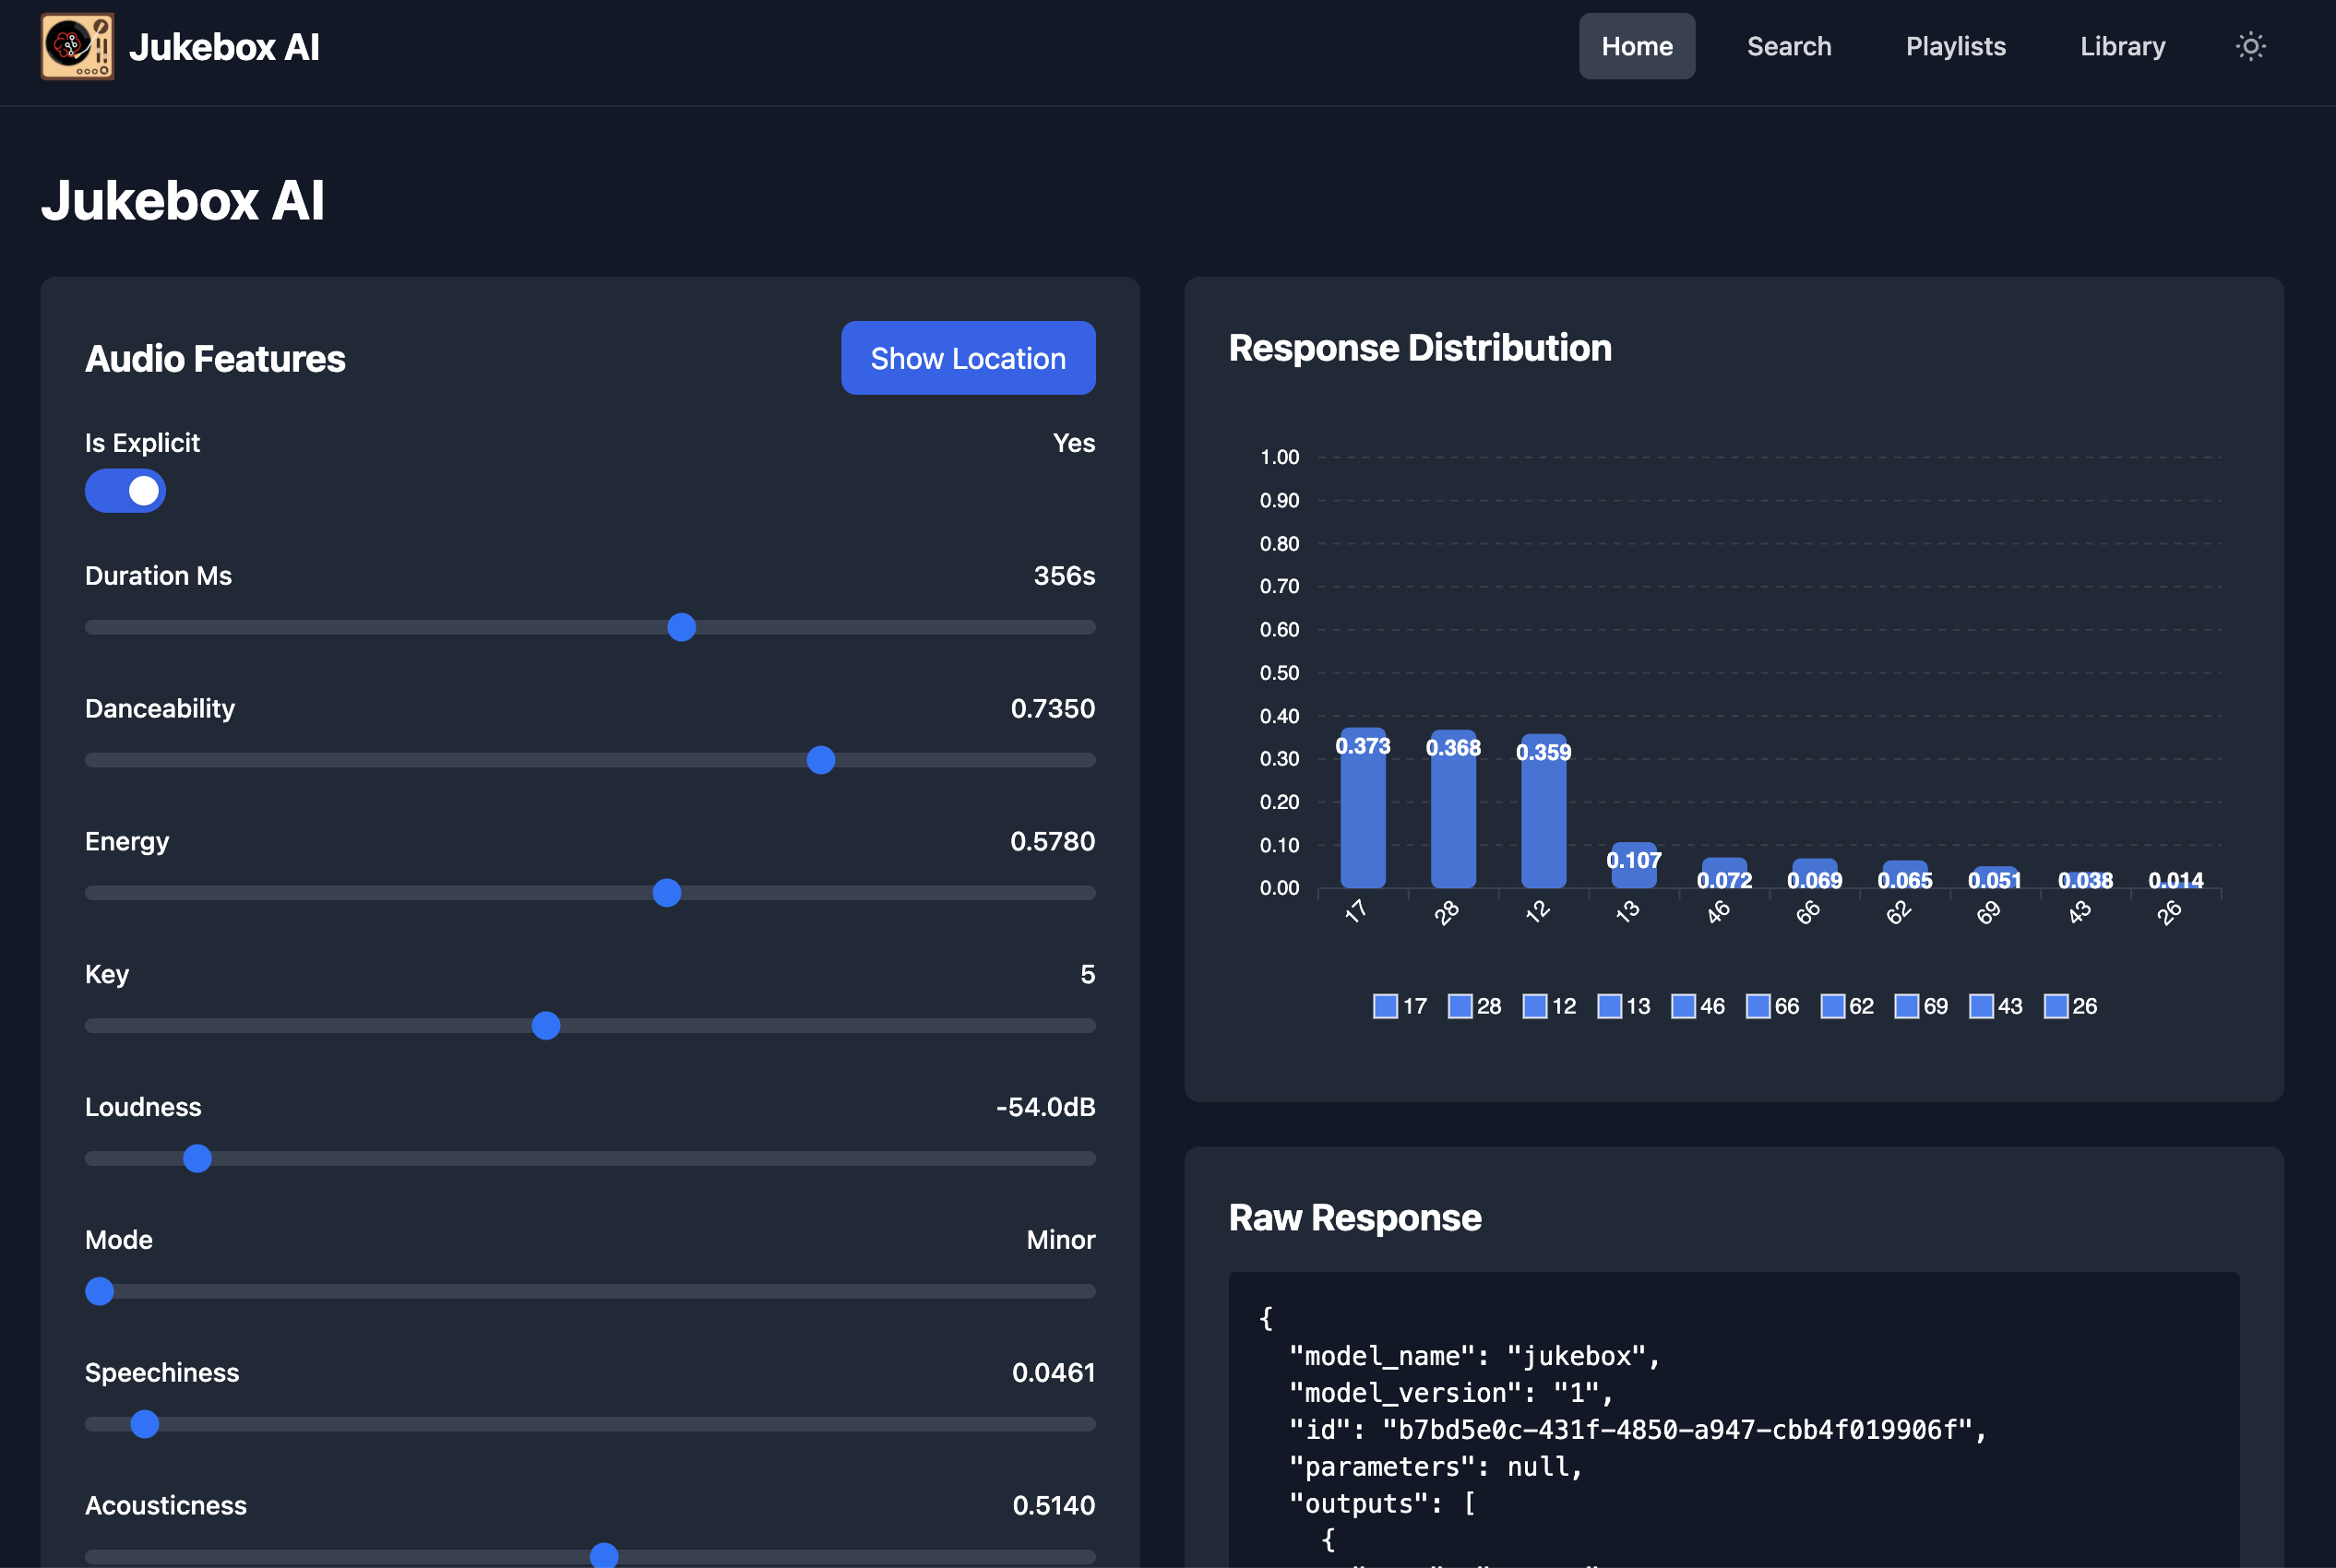 Jukebox AI
Home
Search
Playlists
Library
Jukebox AI
Audio Features
Show Location
Is Explicit
Yes
Duration Ms
356s
Danceability
0.7350
Energy
0.5780
Key
5
Loudness
-54.0dB
Mode
Minor
Speechiness
0.0461
Acousticness
0.5140
Response Distribution
1.00
0.90
0.80
0.70
0.60
0.50
0.40
0.30
0.20
0.10
0.00
0.373
0.368
0.359
0.107
0.072
0.069
0.065
0.051
0.038
0.014
17
28
12
13
46
66
62
69
43
26
17 28 12 13 46 66 62 69 43 26
Raw Response
{
"model_name": "jukebox",
"model_version": "1",
"id": "b7bd5e0c-431f-4850-a947-cbb4f019906f",
"parameters": null,
"outputs": [
{